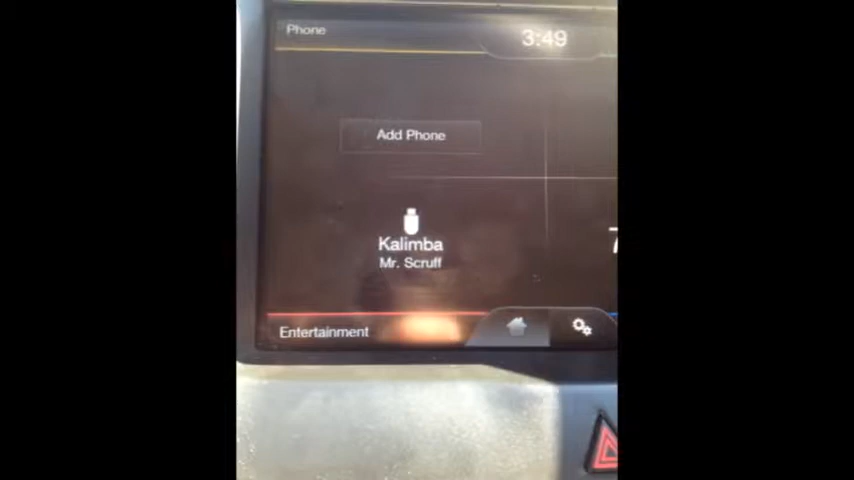 Phone
3:49
Add Phone
Kalimba
Mr. Scruff
Entertainment